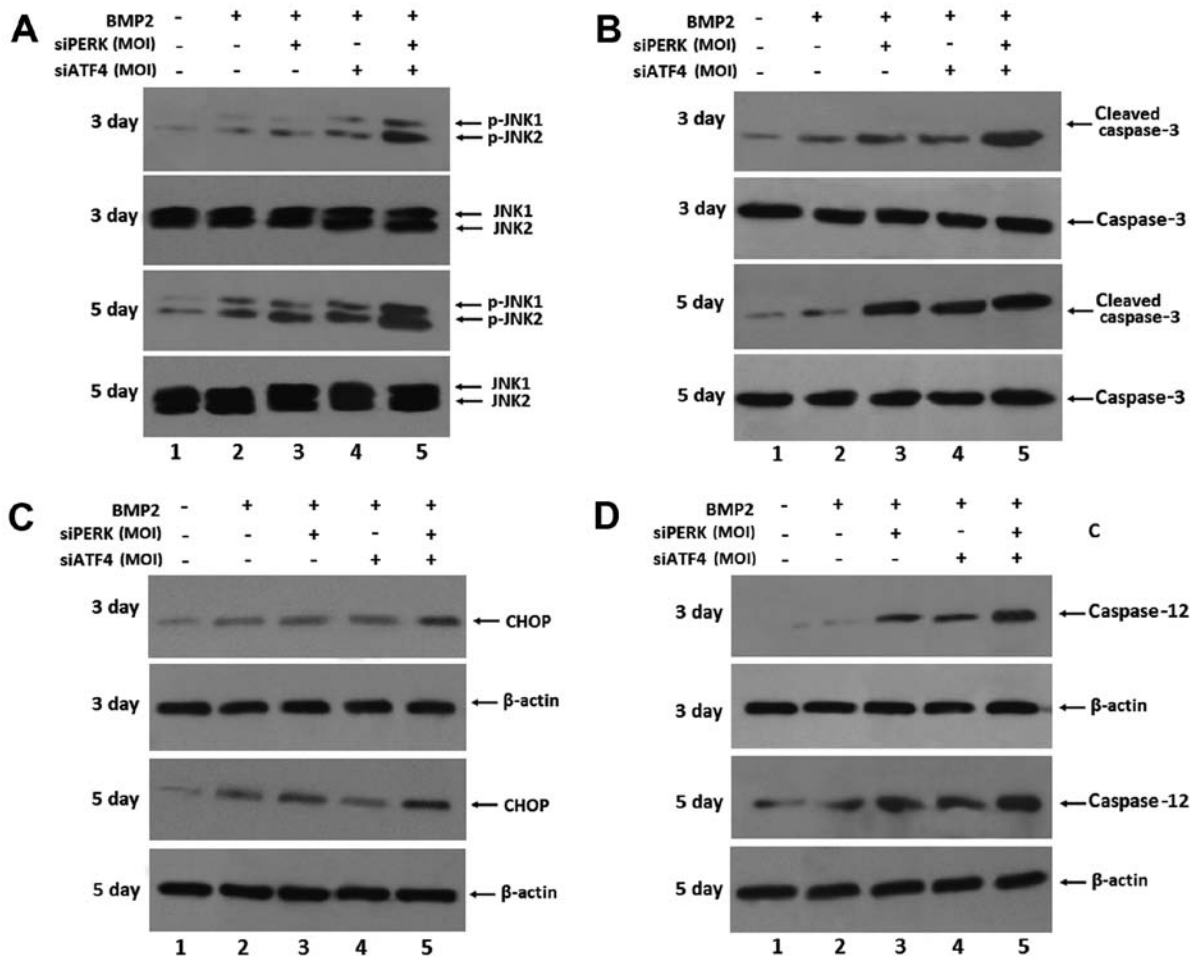 A
BMP2 - + + + +
siPERK (MOI) - - + - +
siATF4 (MOI) - - - + +
3 day
p-JNK1
p-JNK2
3 day
JNK1
JNK2
5 day
p-JNK1
p-JNK2
5 day
JNK1
JNK2
1 2 3 4 5
B
BMP2 - + + + +
siPERK (MOI) - - + - +
siATF4 (MOI) - - - + +
3 day
Cleaved
caspase-3
3 day
Caspase-3
5 day
Cleaved
caspase-3
5 day
Caspase-3
1 2 3 4 5
C
BMP2 - + + + +
siPERK (MOI) - - + - +
siATF4 (MOI) - - - + +
3 day
CHOP
3 day
β-actin
5 day
CHOP
5 day
β-actin
1 2 3 4 5
D
BMP2 - + + + +
siPERK (MOI) - - + - + C
siATF4 (MOI) - - - + +
3 day
Caspase-12
3 day
β-actin
5 day
Caspase-12
5 day
β-actin
1 2 3 4 5